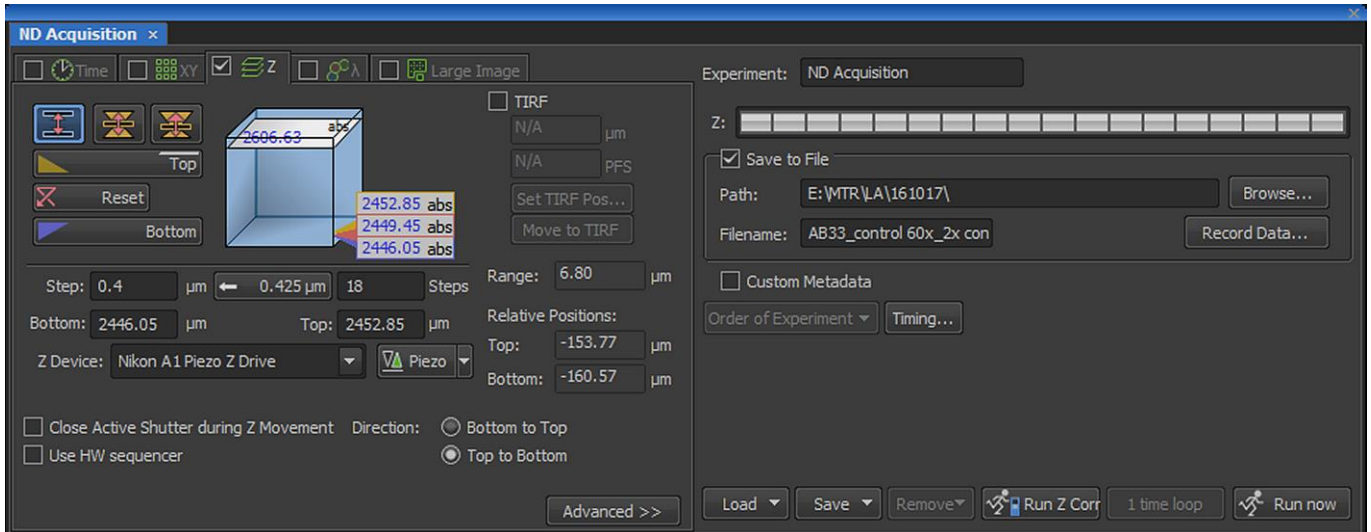 ND Acquisition ×
Time XY Z λ Large Image
Top
Reset
Bottom
2606.63 abs
2452.85 abs
2449.45 abs
2446.05 abs
TIRF
N/A µm
N/A PFS
Set TIRF Pos...
Move to TIRF
Step: 0.4 µm 0.425 µm 18 Steps
Bottom: 2446.05 µm Top: 2452.85 µm
Z Device: Nikon A1 Piezo Z Drive Piezo
Range: 6.80 µm
Relative Positions:
Top: -153.77 µm
Bottom: -160.57 µm
Close Active Shutter during Z Movement Direction: Bottom to Top
Use HW sequencer Top to Bottom
Advanced >>
Experiment: ND Acquisition
Z:
Save to File
Path: E:\MTR\LA\161017\ Browse...
Filename: AB33_control 60x_2x con Record Data...
Custom Metadata
Order of Experiment Timing...
Load Save Remove Run Z Corr 1 time loop Run now